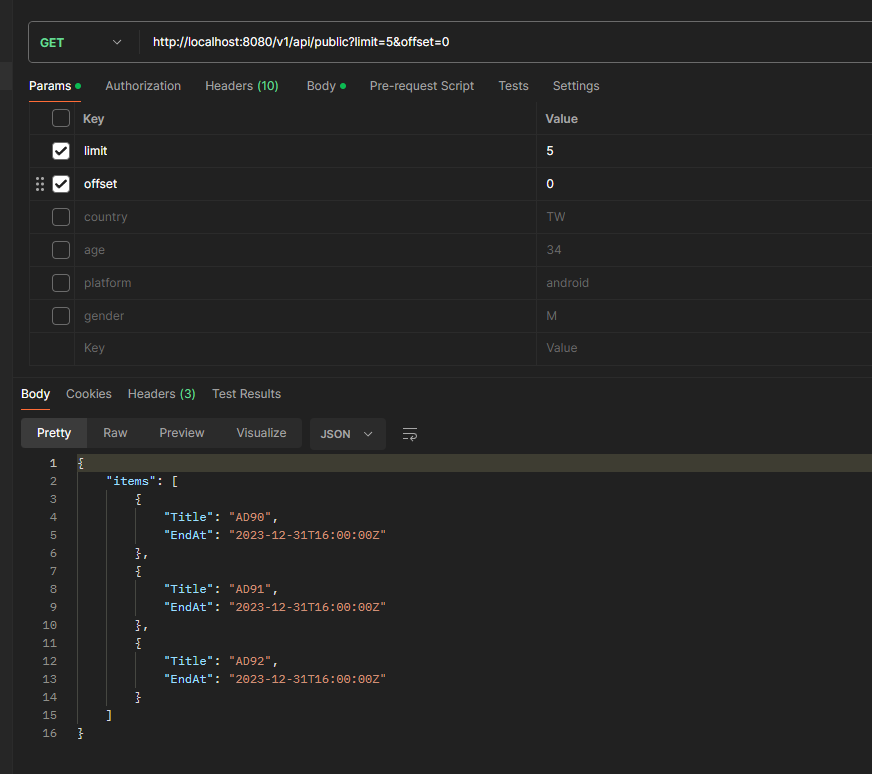 GET http://localhost:8080/v1/api/public?limit=5&offset=0
Params Authorization Headers (10) Body Pre-request Script Tests Settings
Key Value
limit 5
offset 0
country TW
age 34
platform android
gender M
Key Value
Body Cookies Headers (3) Test Results
Pretty Raw Preview Visualize JSON
1 {
2 "items": [
3 {
4 "Title": "AD90",
5 "EndAt": "2023-12-31T16:00:00Z"
6 },
7 {
8 "Title": "AD91",
9 "EndAt": "2023-12-31T16:00:00Z"
10 },
11 {
12 "Title": "AD92",
13 "EndAt": "2023-12-31T16:00:00Z"
14 }
15 ]
16 }